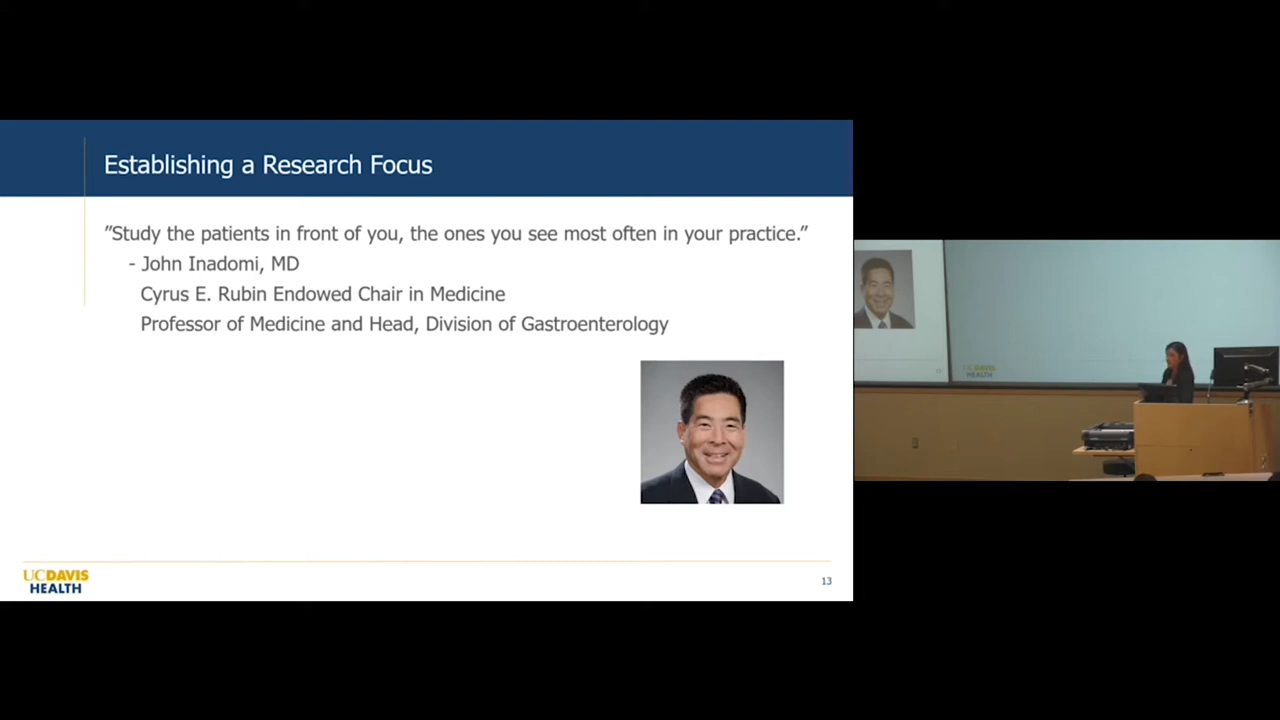 Establishing a Research Focus
”Study the patients in front of you, the ones you see most often in your practice.”
- John Inadomi, MD
Cyrus E. Rubin Endowed Chair in Medicine
Professor of Medicine and Head, Division of Gastroenterology
UCDAVIS
HEALTH
13
UC DAVIS
HEALTH